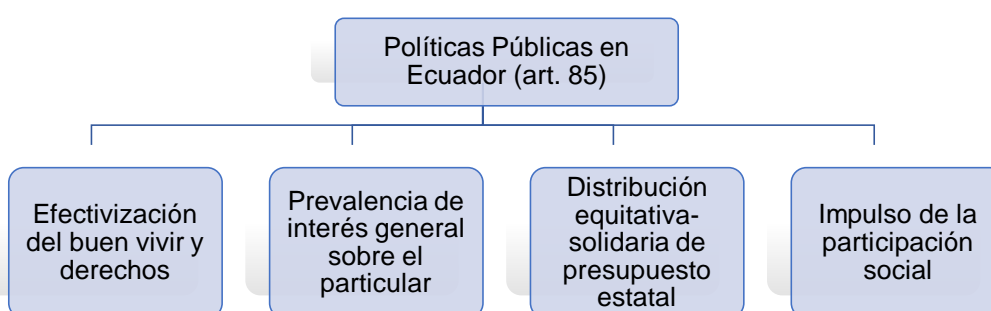 Políticas Públicas en
Ecuador (art. 85)
Efectivización
del buen vivir y
derechos
Prevalencia de
interés general
sobre el
particular
Distribución
equitativa-
solidaria de
presupuesto
estatal
Impulso de la
participación
social